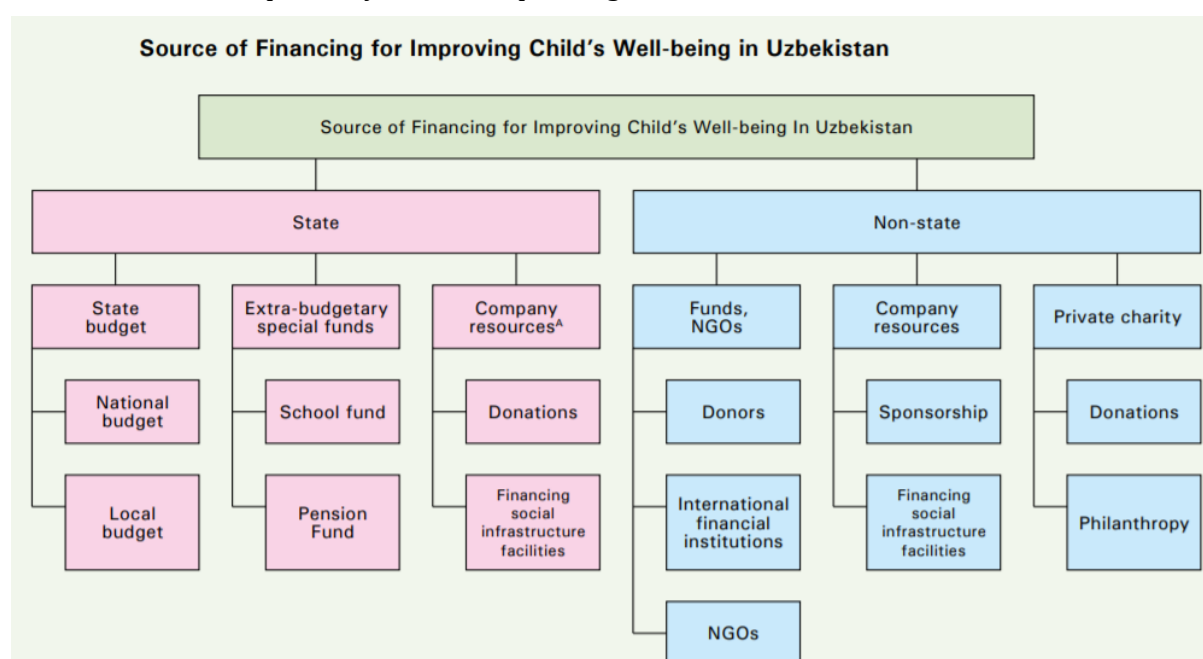 Source of Financing for Improving Child's Well-being in Uzbekistan
Source of Financing for Improving Child's Well-being In Uzbekistan
State
Non-state
State
budget
Extra-budgetary
special funds
Company
resourcesᴬ
Funds,
NGOs
Company
resources
Private charity
National
budget
School fund
Donations
Donors
Sponsorship
Donations
Local
budget
Pension
Fund
Financing
social
infrastructure
facilities
International
financial
institutions
Financing
social
infrastructure
facilities
Philanthropy
NGOs